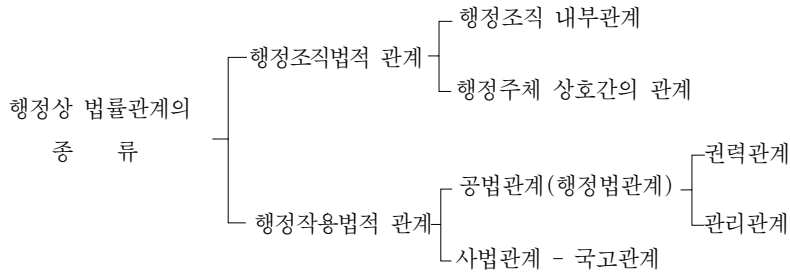 행정조직 내부관계
행정조직법적 관계
행정주체 상호간의 관계
행정상 법률관계의
종 류
권력관계
공법관계(행정법관계)
관리관계
행정작용법적 관계
사법관계 - 국고관계